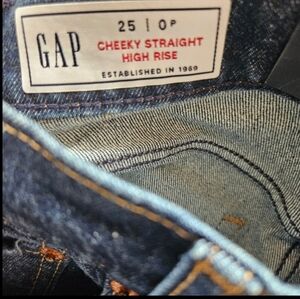 GAP
25 | 0P
CHEEKY STRAIGHT
HIGH RISE
ESTABLISHED IN 1969